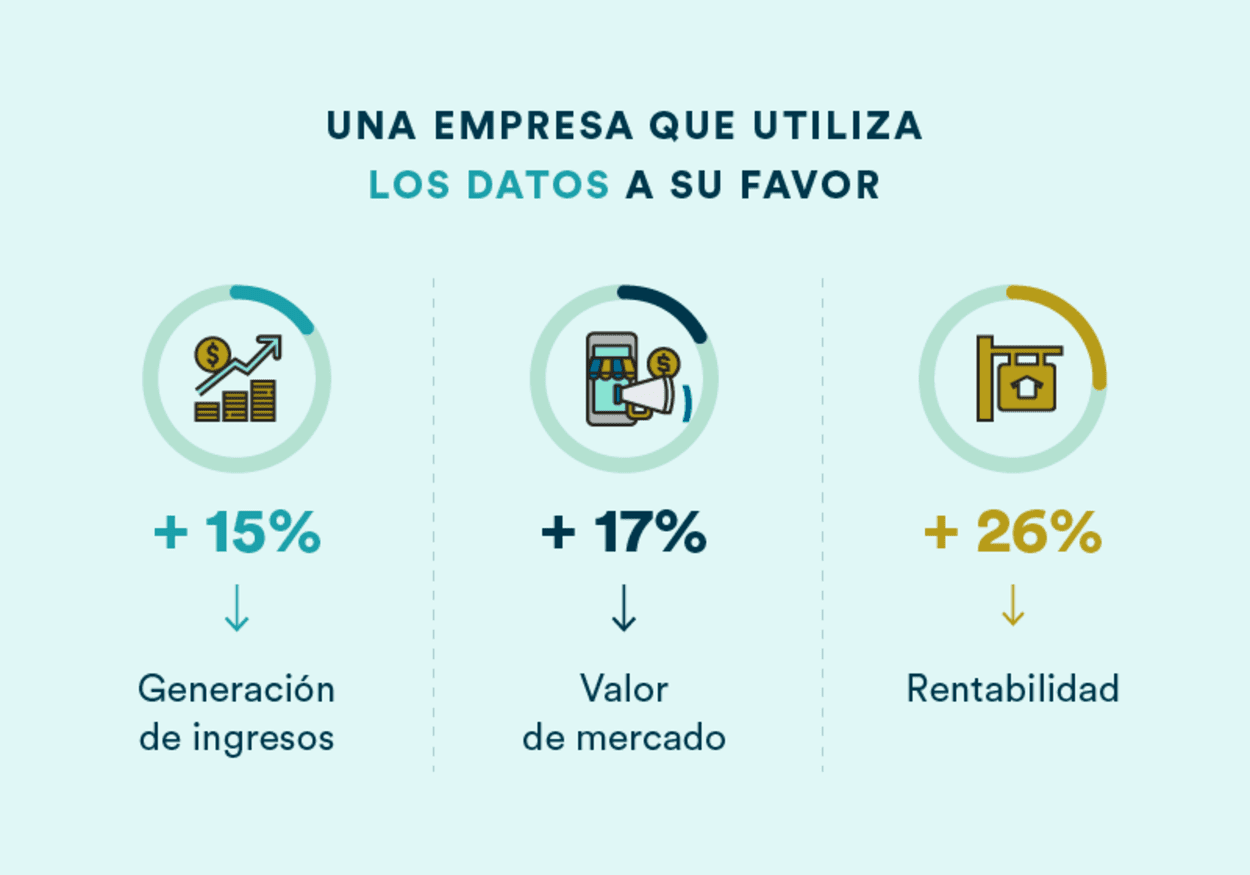 UNA EMPRESA QUE UTILIZA
LOS DATOS A SU FAVOR
+ 15%
Generación
de ingresos
+ 17%
Valor
de mercado
+ 26%
Rentabilidad